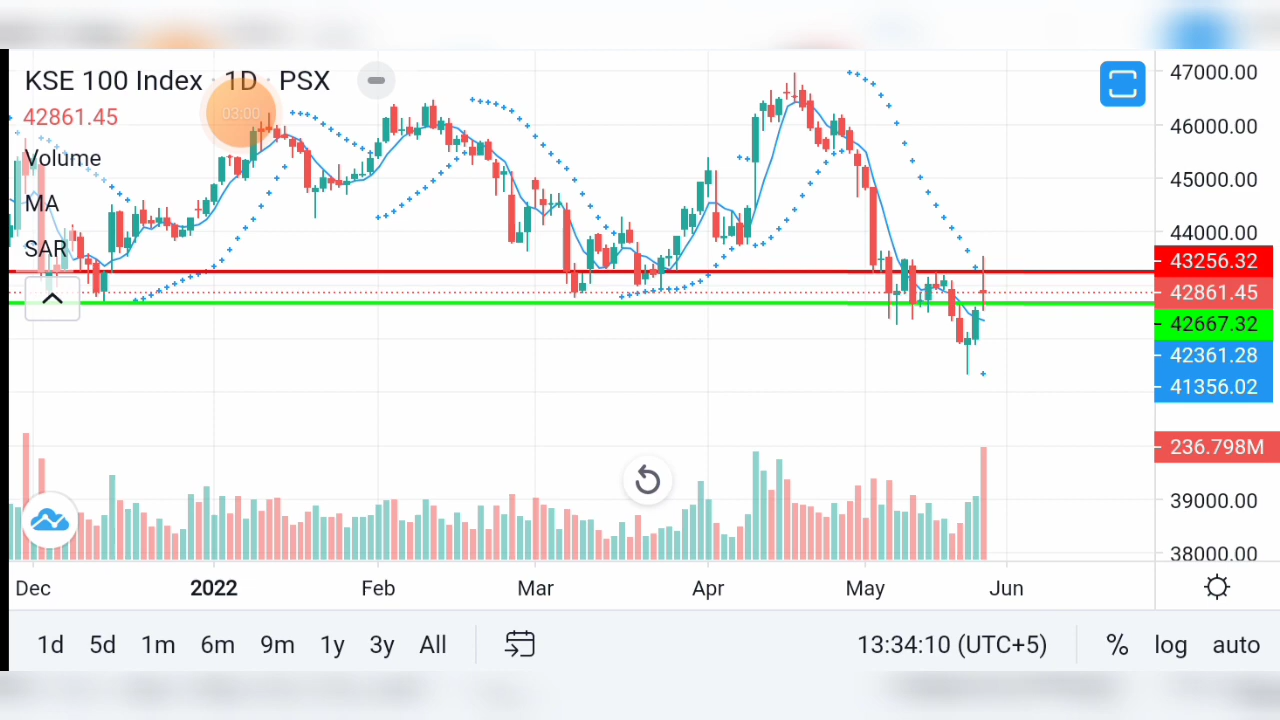 KSE 100 Index · 1D · PSX
42861.45
03:00
Volume
MA
SAR
47000.00
46000.00
45000.00
44000.00
43256.32
42861.45
42667.32
42361.28
41356.02
236.798M
39000.00
38000.00
Dec 2022 Feb Mar Apr May Jun
1d 5d 1m 6m 9m 1y 3y All 13:34:10 (UTC+5) % log auto